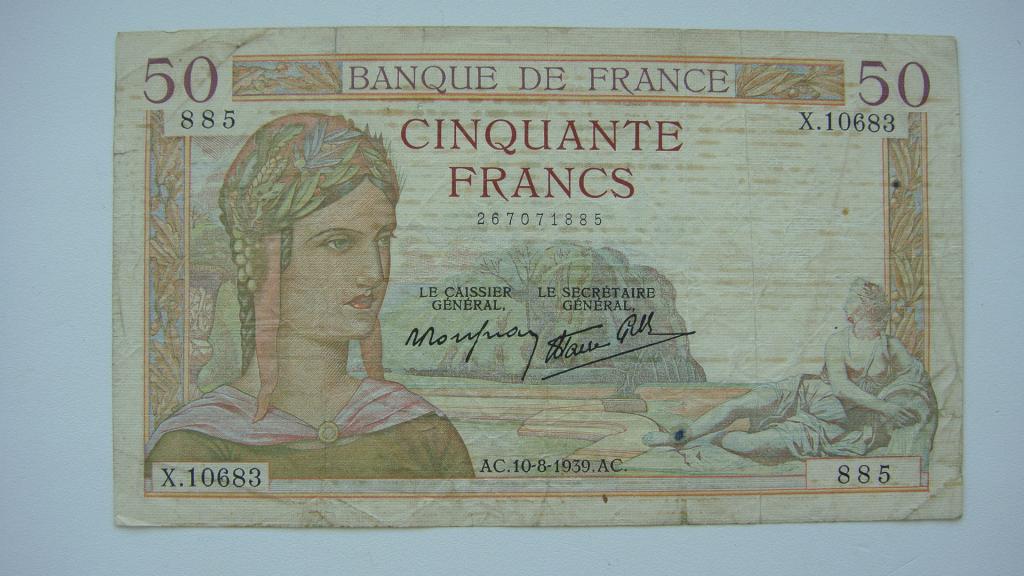 50 BANQUE DE FRANCE 50
885 X.10683
CINQUANTE
FRANCS
267071885
LE CAISSIER LE SECRÉTAIRE
GÉNÉRAL, GÉNÉRAL,
AC.10-8-1939.AC.
X.10683 885